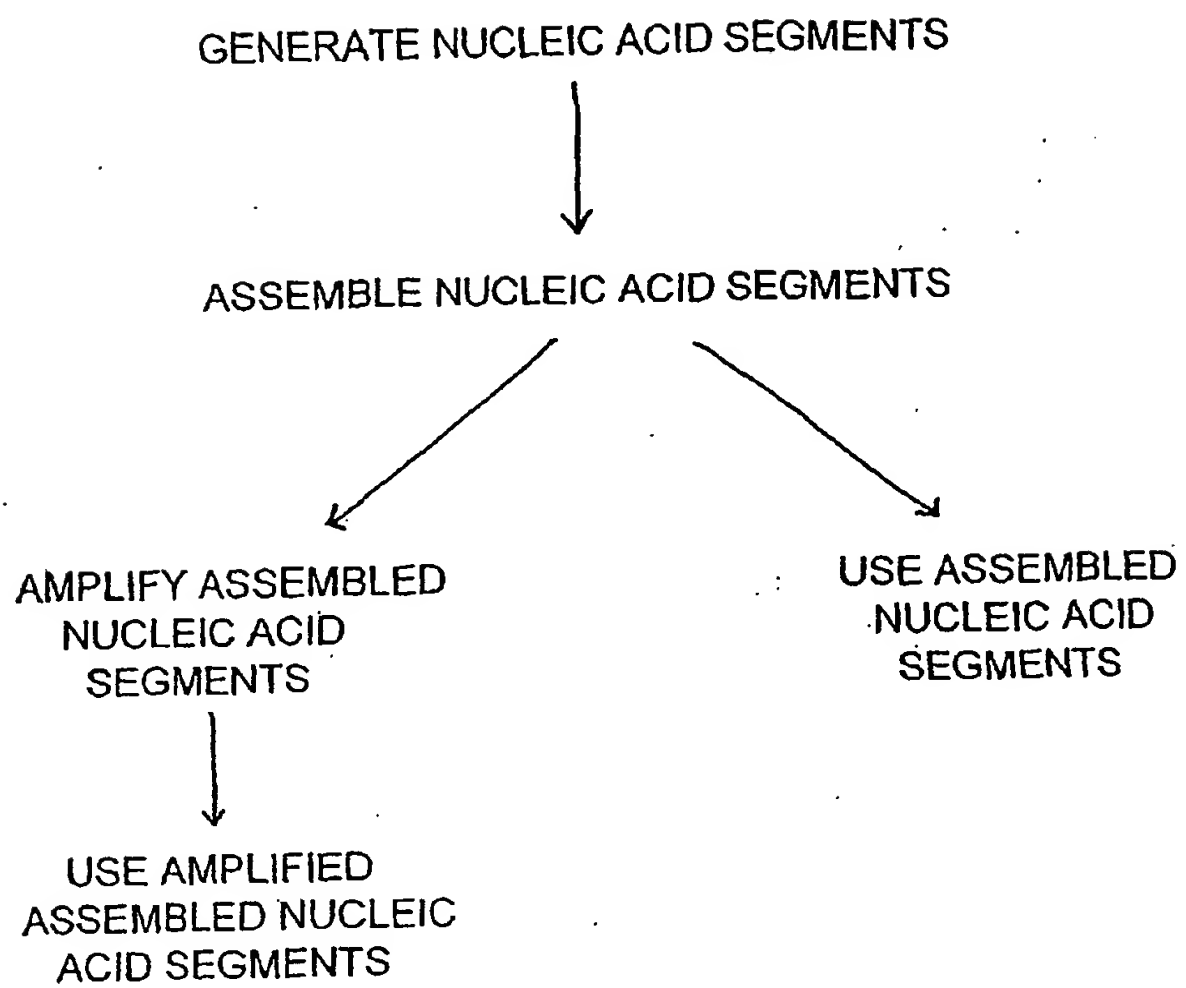 GENERATE NUCLEIC ACID SEGMENTS
ASSEMBLE NUCLEIC ACID SEGMENTS
AMPLIFY ASSEMBLED
NUCLEIC ACID
SEGMENTS
USE ASSEMBLED
NUCLEIC ACID
SEGMENTS
USE AMPLIFIED
ASSEMBLED NUCLEIC
ACID SEGMENTS